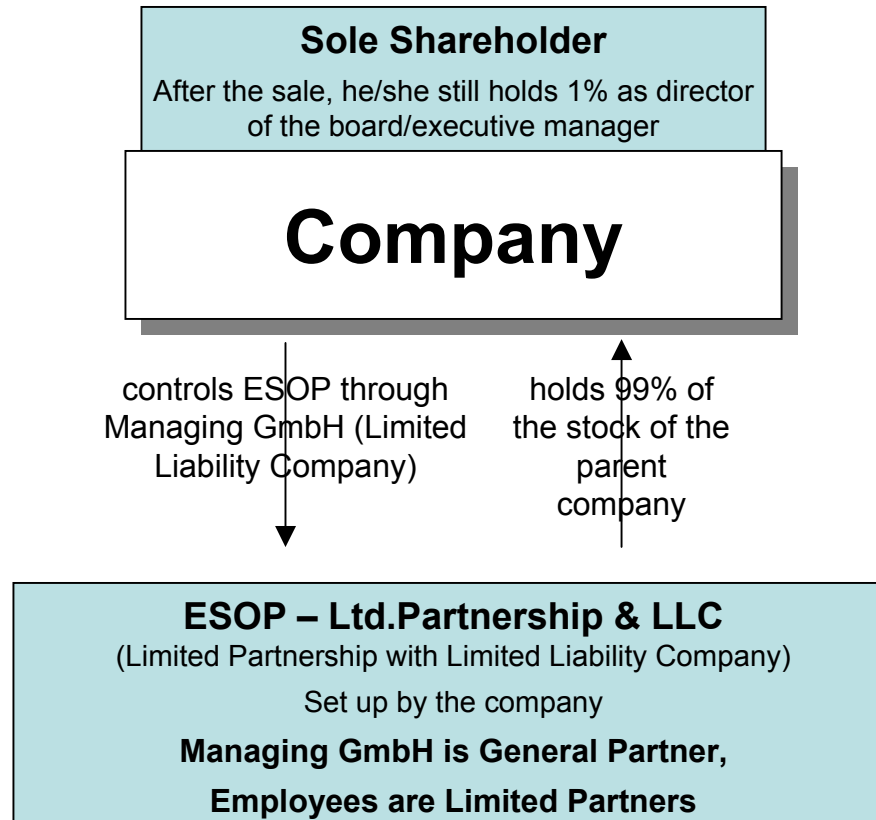 Sole Shareholder
After the sale, he/she still holds 1% as director
of the board/executive manager
Company
controls ESOP through
Managing GmbH (Limited
Liability Company)
holds 99% of
the stock of the
parent
company
ESOP – Ltd.Partnership & LLC
(Limited Partnership with Limited Liability Company)
Set up by the company
Managing GmbH is General Partner,
Employees are Limited Partners